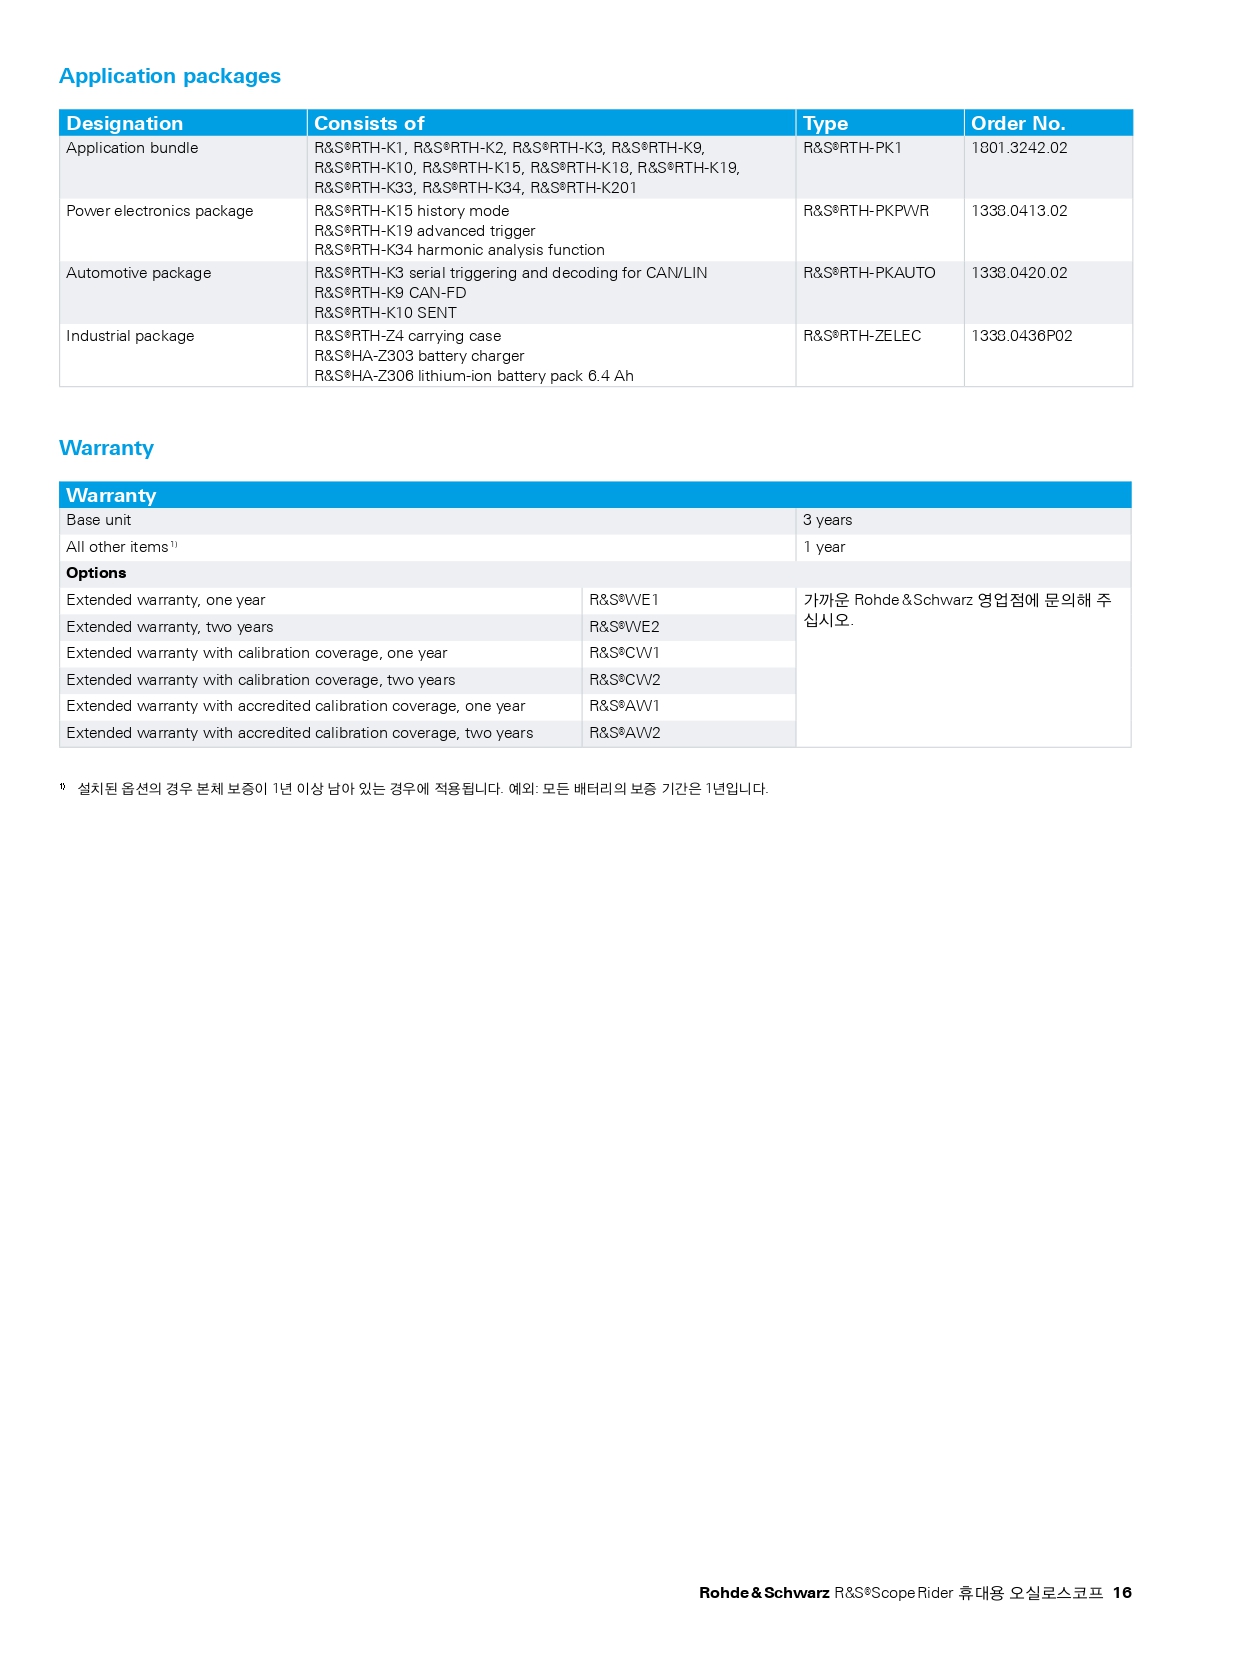 Application packages
Designation Consists of Type Order No.
Application bundle R&S®RTH-K1, R&S®RTH-K2, R&S®RTH-K3, R&S®RTH-K9, R&S®RTH-PK1 1801.3242.02
R&S®RTH-K10, R&S®RTH-K15, R&S®RTH-K18, R&S®RTH-K19,
R&S®RTH-K33, R&S®RTH-K34, R&S®RTH-K201
Power electronics package R&S®RTH-K15 history mode R&S®RTH-PKPWR 1338.0413.02
R&S®RTH-K19 advanced trigger
R&S®RTH-K34 harmonic analysis function
Automotive package R&S®RTH-K3 serial triggering and decoding for CAN/LIN R&S®RTH-PKAUTO 1338.0420.02
R&S®RTH-K9 CAN-FD
R&S®RTH-K10 SENT
Industrial package R&S®RTH-Z4 carrying case R&S®RTH-ZELEC 1338.0436P02
R&S®HA-Z303 battery charger
R&S®HA-Z306 lithium-ion battery pack 6.4 Ah
Warranty
Warranty
Base unit 3 years
All other items 1) 1 year
Options
Extended warranty, one year R&S®WE1 가까운 Rohde & Schwarz 영업점에 문의해 주
십시오.
Extended warranty, two years R&S®WE2
Extended warranty with calibration coverage, one year R&S®CW1
Extended warranty with calibration coverage, two years R&S®CW2
Extended warranty with accredited calibration coverage, one year R&S®AW1
Extended warranty with accredited calibration coverage, two years R&S®AW2
1) 설치된 옵션의 경우 본체 보증이 1년 이상 남아 있는 경우에 적용됩니다. 예외: 모든 배터리의 보증 기간은 1년입니다.
Rohde & Schwarz R&S®Scope Rider 휴대용 오실로스코프 16